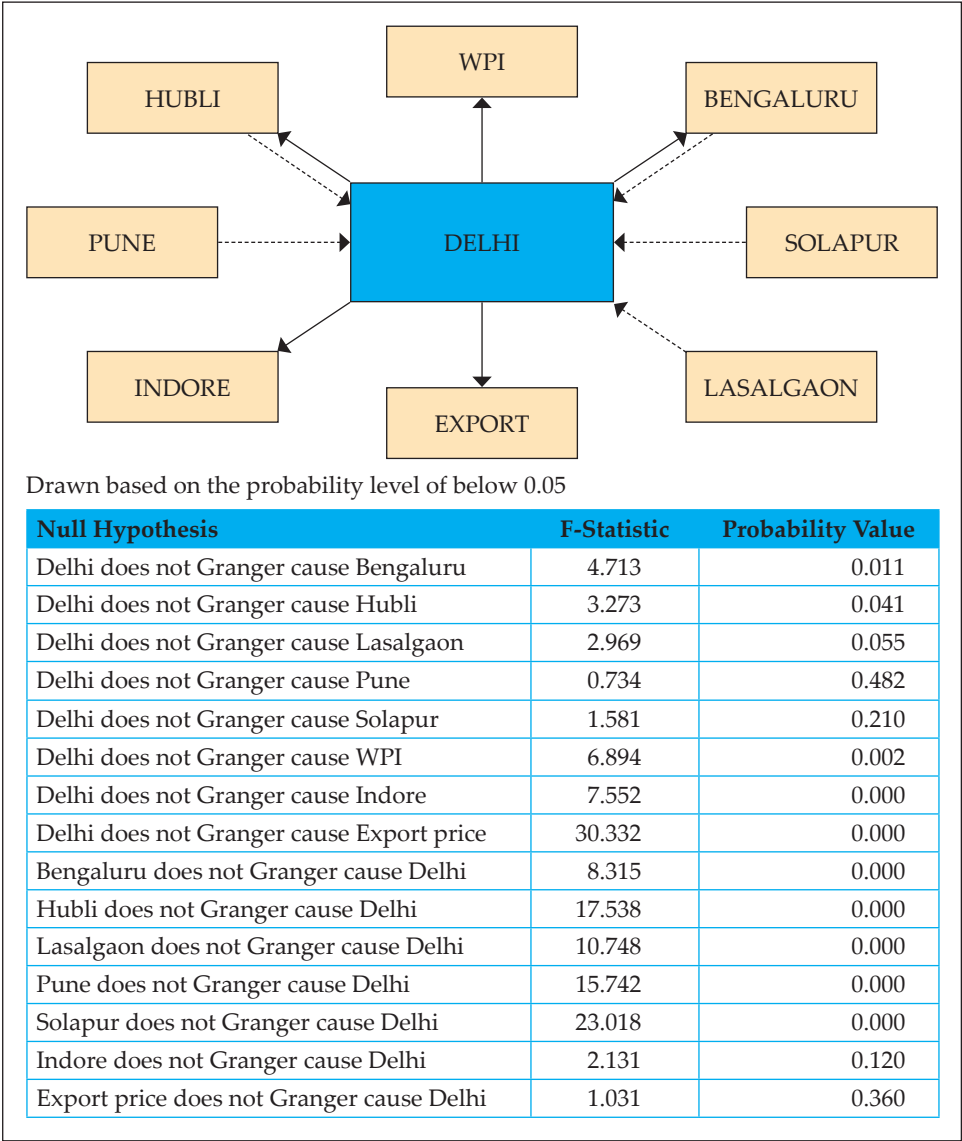 WPI
HUBLI
BENGALURU
PUNE
DELHI
SOLAPUR
INDORE
LASALGAON
EXPORT
Drawn based on the probability level of below 0.05
Null Hypothesis F-Statistic Probability Value
Delhi does not Granger cause Bengaluru 4.713 0.011
Delhi does not Granger cause Hubli 3.273 0.041
Delhi does not Granger cause Lasalgaon 2.969 0.055
Delhi does not Granger cause Pune 0.734 0.482
Delhi does not Granger cause Solapur 1.581 0.210
Delhi does not Granger cause WPI 6.894 0.002
Delhi does not Granger cause Indore 7.552 0.000
Delhi does not Granger cause Export price 30.332 0.000
Bengaluru does not Granger cause Delhi 8.315 0.000
Hubli does not Granger cause Delhi 17.538 0.000
Lasalgaon does not Granger cause Delhi 10.748 0.000
Pune does not Granger cause Delhi 15.742 0.000
Solapur does not Granger cause Delhi 23.018 0.000
Indore does not Granger cause Delhi 2.131 0.120
Export price does not Granger cause Delhi 1.031 0.360